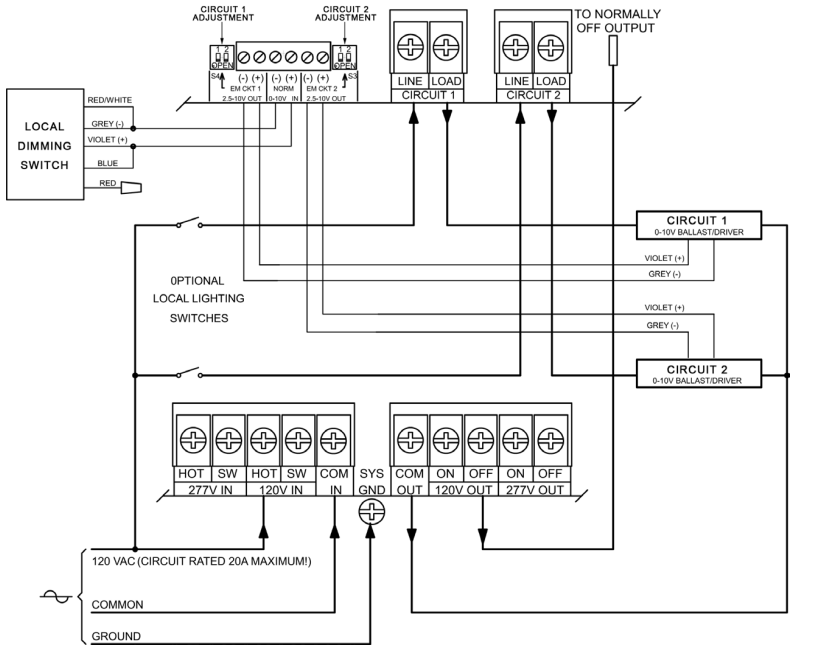 CIRCUIT 1
ADJUSTMENT
CIRCUIT 2
ADJUSTMENT
TO NORMALLY
OFF OUTPUT
1 2
OPEN
1 2
OPEN
S4
(-) (+) (-) (+) (-) (+)
S3
EM CKT 1 NORM EM CKT 2
2.5-10V OUT 0-10V IN 2.5-10V OUT
LINE LOAD
CIRCUIT 1
LINE LOAD
CIRCUIT 2
LOCAL
DIMMING
SWITCH
RED/WHITE
GREY (-)
VIOLET (+)
BLUE
RED
CIRCUIT 1
0-10V BALLAST/DRIVER
VIOLET (+)
GREY (-)
0PTIONAL
LOCAL LIGHTING
SWITCHES
VIOLET (+)
GREY (-)
CIRCUIT 2
0-10V BALLAST/DRIVER
HOT SW HOT SW COM SYS COM ON OFF ON OFF
277V IN 120V IN IN GND OUT 120V OUT 277V OUT
120 VAC (CIRCUIT RATED 20A MAXIMUM!)
COMMON
GROUND